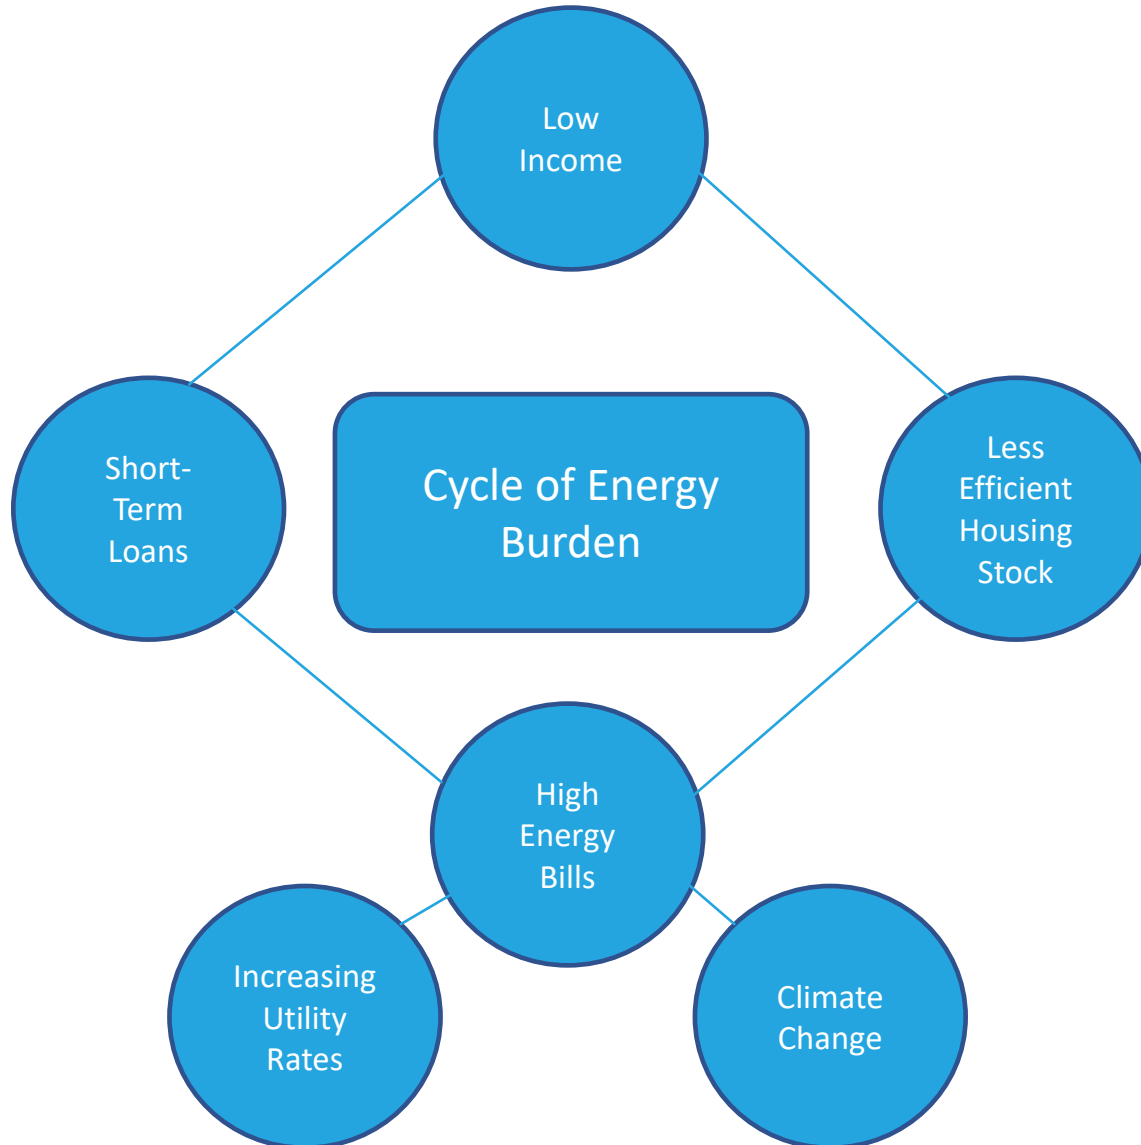 Low
Income
Short-
Term
Loans
Cycle of Energy
Burden
Less
Efficient
Housing
Stock
High
Energy
Bills
Increasing
Utility
Rates
Climate
Change